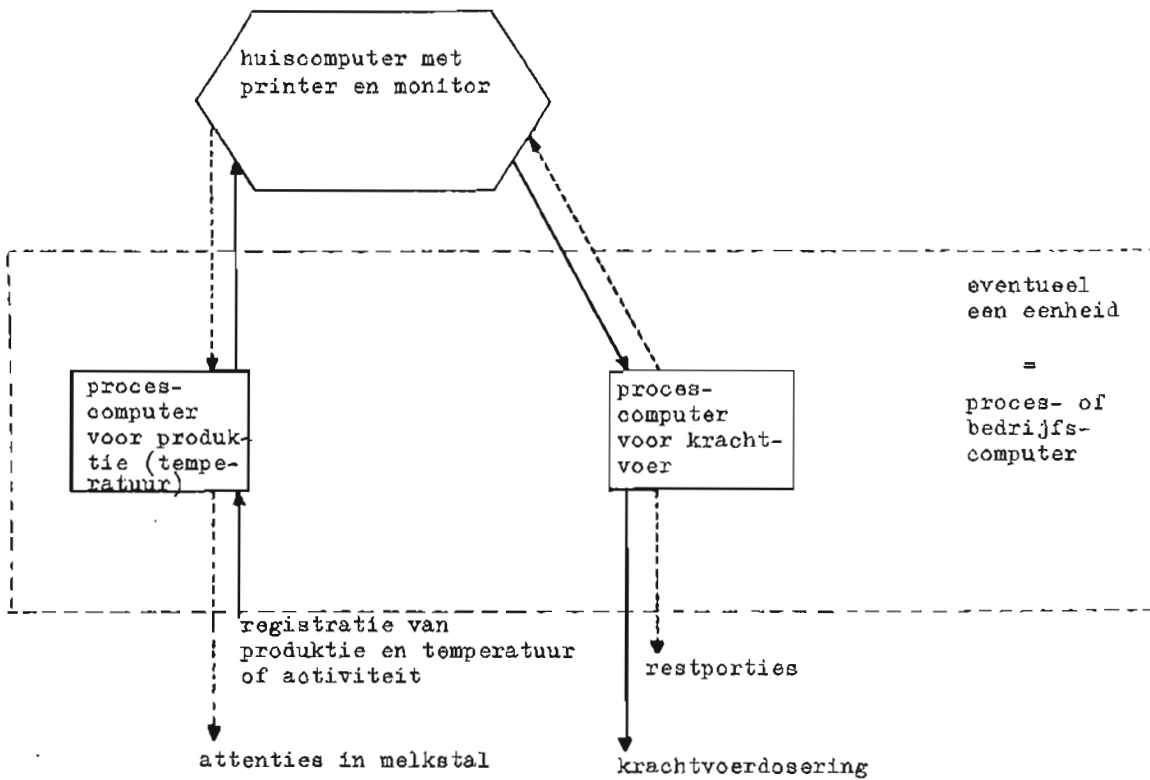 huiscomputer met
printer en monitor
eventueel
een eenheid
=
proces- of
bedrijfs-
computer
proces-
computer
voor produk-
tie (tempe-
ratuur)
proces-
computer
voor kracht-
voer
registratie van
produktie en temperatuur
of activiteit
restporties
attenties in melkstal
krachtvoerdosering